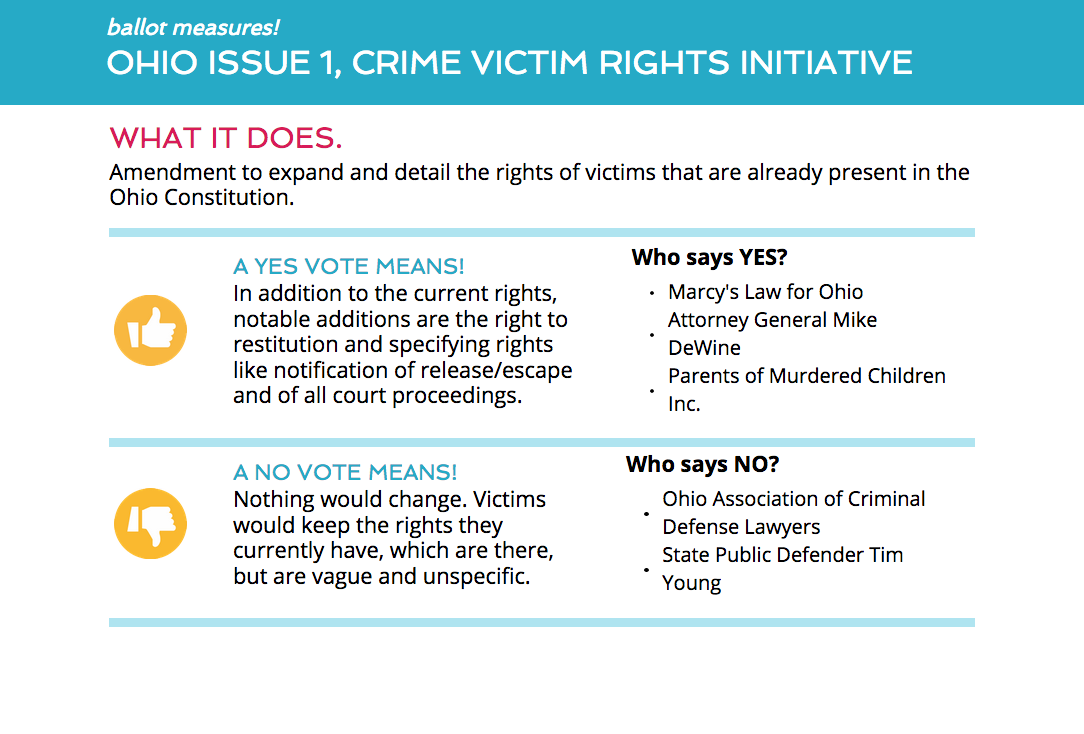 ballot measures!
OHIO ISSUE 1, CRIME VICTIM RIGHTS INITIATIVE
WHAT IT DOES.
Amendment to expand and detail the rights of victims that are already present in the
Ohio Constitution.
A YES VOTE MEANS!
In addition to the current rights,
notable additions are the right to
restitution and specifying rights
like notification of release/escape
and of all court proceedings.
Who says YES?
• Marcy's Law for Ohio
• Attorney General Mike
DeWine
• Parents of Murdered Children
Inc.
A NO VOTE MEANS!
Nothing would change. Victims
would keep the rights they
currently have, which are there,
but are vague and unspecific.
Who says NO?
• Ohio Association of Criminal
Defense Lawyers
• State Public Defender Tim
Young